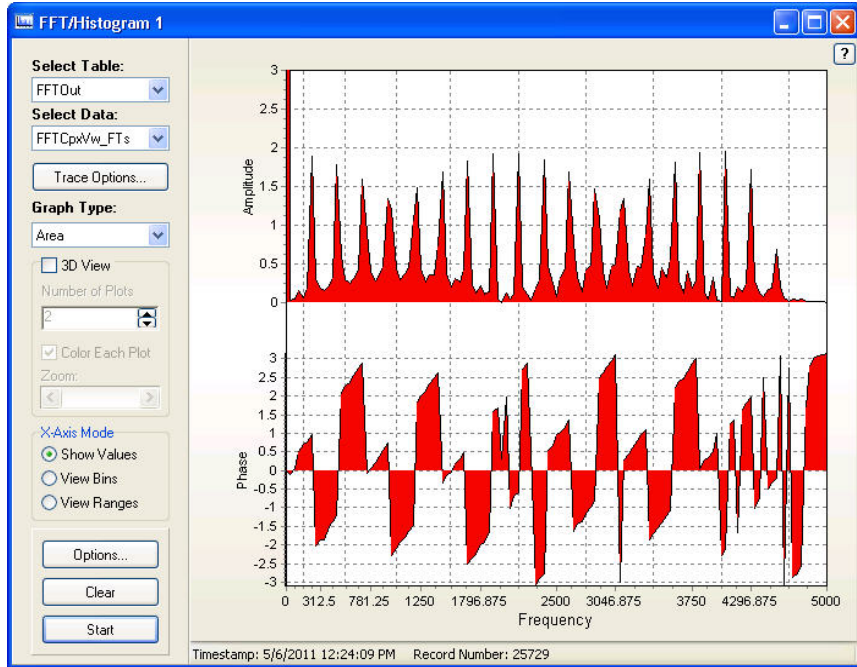 FFT/Histogram 1
?
Select Table:
FFTOut
Select Data:
FFTCpxVw_FTs
Trace Options...
Graph Type:
Area
3D View
Number of Plots
2
Color Each Plot
Zoom:
X-Axis Mode
Show Values
View Bins
View Ranges
Options...
Clear
Start
Amplitude
3
2.5
2
1.5
1
0.5
0
Phase
3
2.5
2
1.5
1
0.5
0
-0.5
-1
-1.5
-2
-2.5
-3
0 312.5 781.25 1250 1796.875 2500 3046.875 3750 4296.875 5000
Frequency
Timestamp: 5/6/2011 12:24:09 PM Record Number: 25729